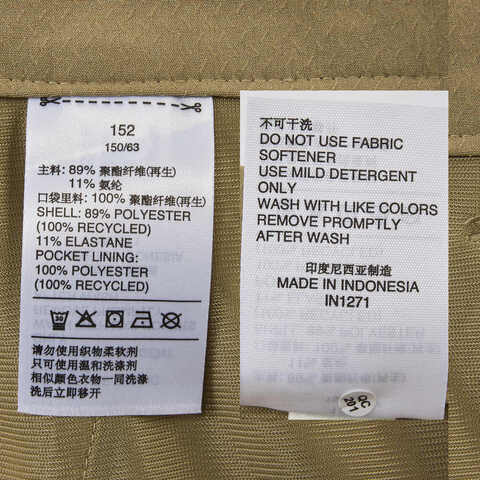 152
150/63
主料: 89% 聚酯纤维(再生)
11% 氨纶
口袋里料: 100% 聚酯纤维(再生)
SHELL: 89% POLYESTER
(100% RECYCLED)
11% ELASTANE
POCKET LINING:
100% POLYESTER
(100% RECYCLED)
30
请勿使用织物柔软剂
只可使用温和洗涤剂
相似颜色衣物一同洗涤
洗后立即移开
不可干洗
DO NOT USE FABRIC
SOFTENER
USE MILD DETERGENT
ONLY
WASH WITH LIKE COLORS
REMOVE PROMPTLY
AFTER WASH
印度尼西亚制造
MADE IN INDONESIA
IN1271
QC
201